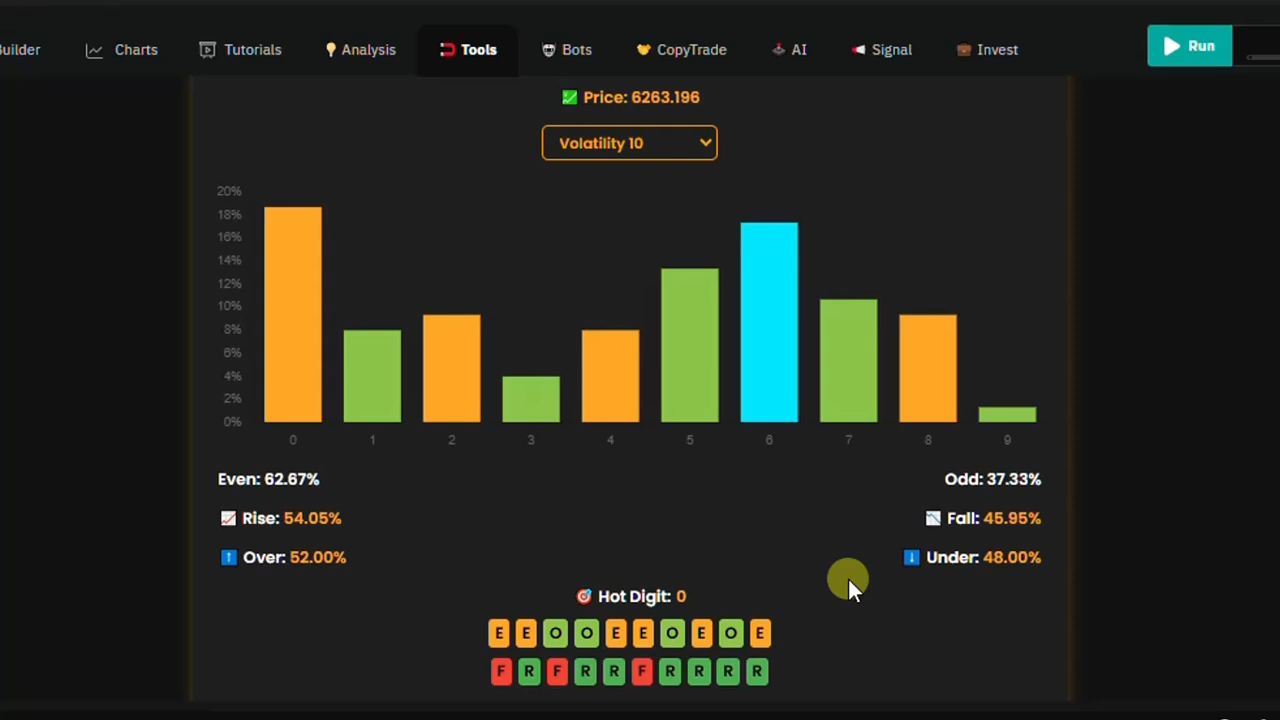 Builder Charts Tutorials Analysis Tools Bots CopyTrade AI Signal Invest Run
Price: 6263.196
Volatility 10
20%
18%
16%
14%
12%
10%
8%
6%
4%
2%
0%
0 1 2 3 4 5 6 7 8 9
Even: 62.67% Odd: 37.33%
Rise: 54.05% Fall: 45.95%
Over: 52.00% Under: 48.00%
Hot Digit: 0
E E O O E E O E O E
F R F R R F R R R R